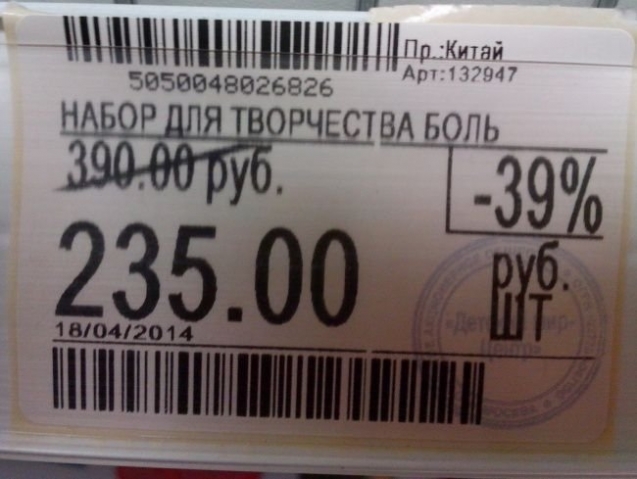 Пр.:Китай
5050048026826
Арт:132947
НАБОР ДЛЯ ТВОРЧЕСТВА БОЛЬ
390.00 руб.
-39%
235.00
руб.
шт
18/04/2014